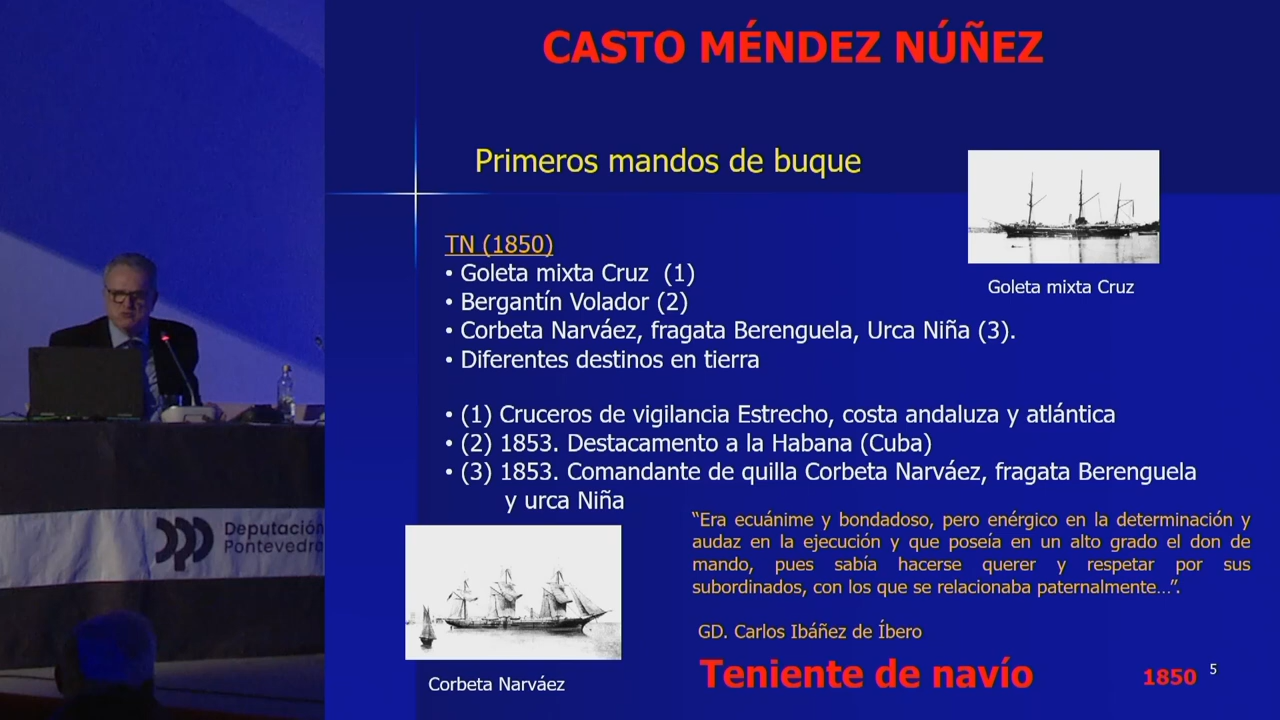 CASTO MÉNDEZ NÚÑEZ
Primeros mandos de buque
TN (1850)
• Goleta mixta Cruz (1)
• Bergantín Volador (2)
• Corbeta Narváez, fragata Berenguela, Urca Niña (3).
• Diferentes destinos en tierra
Goleta mixta Cruz
• (1) Cruceros de vigilancia Estrecho, costa andaluza y atlántica
• (2) 1853. Destacamento a la Habana (Cuba)
• (3) 1853. Comandante de quilla Corbeta Narváez, fragata Berenguela
y urca Niña
"Era ecuánime y bondadoso, pero enérgico en la determinación y
audaz en la ejecución y que poseía en un alto grado el don de
mando, pues sabía hacerse querer y respetar por sus
subordinados, con los que se relacionaba paternalmente…".
GD. Carlos Ibáñez de Íbero
Corbeta Narváez
Teniente de navío
1850
5
Deputación
Pontevedra